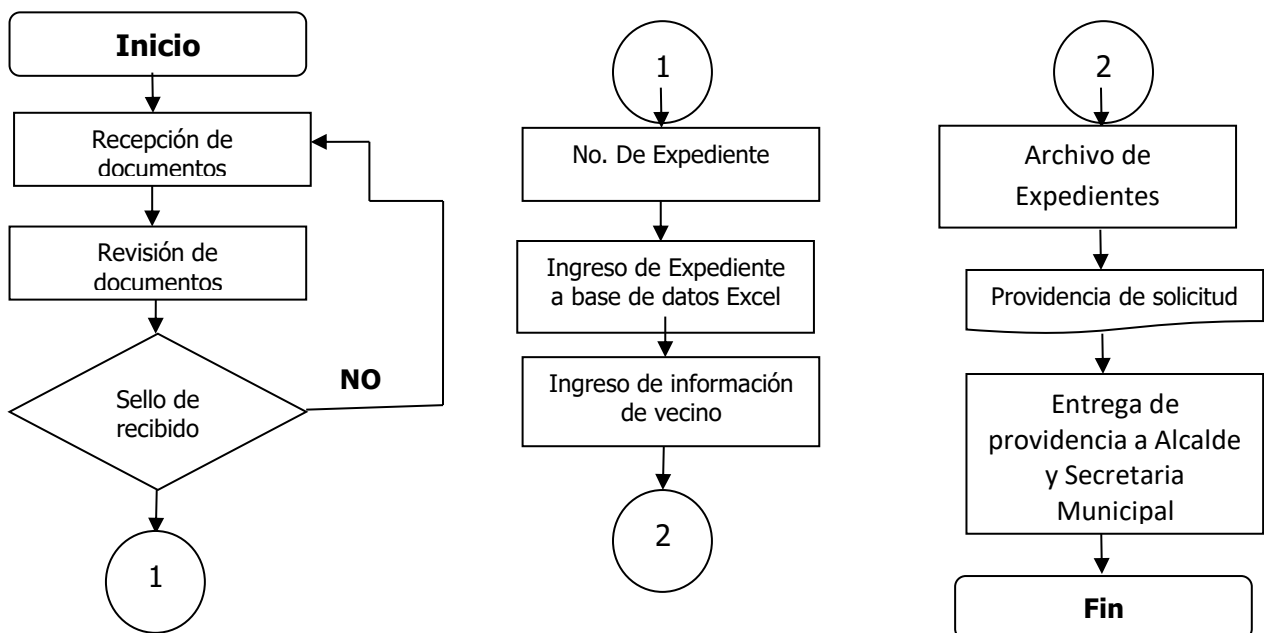 Inicio
Recepción de
documentos
Revisión de
documentos
Sello de
recibido
NO
1
1
No. De Expediente
Ingreso de Expediente
a base de datos Excel
Ingreso de información
de vecino
2
2
Archivo de
Expedientes
Providencia de solicitud
Entrega de
providencia a Alcalde
y Secretaria
Municipal
Fin